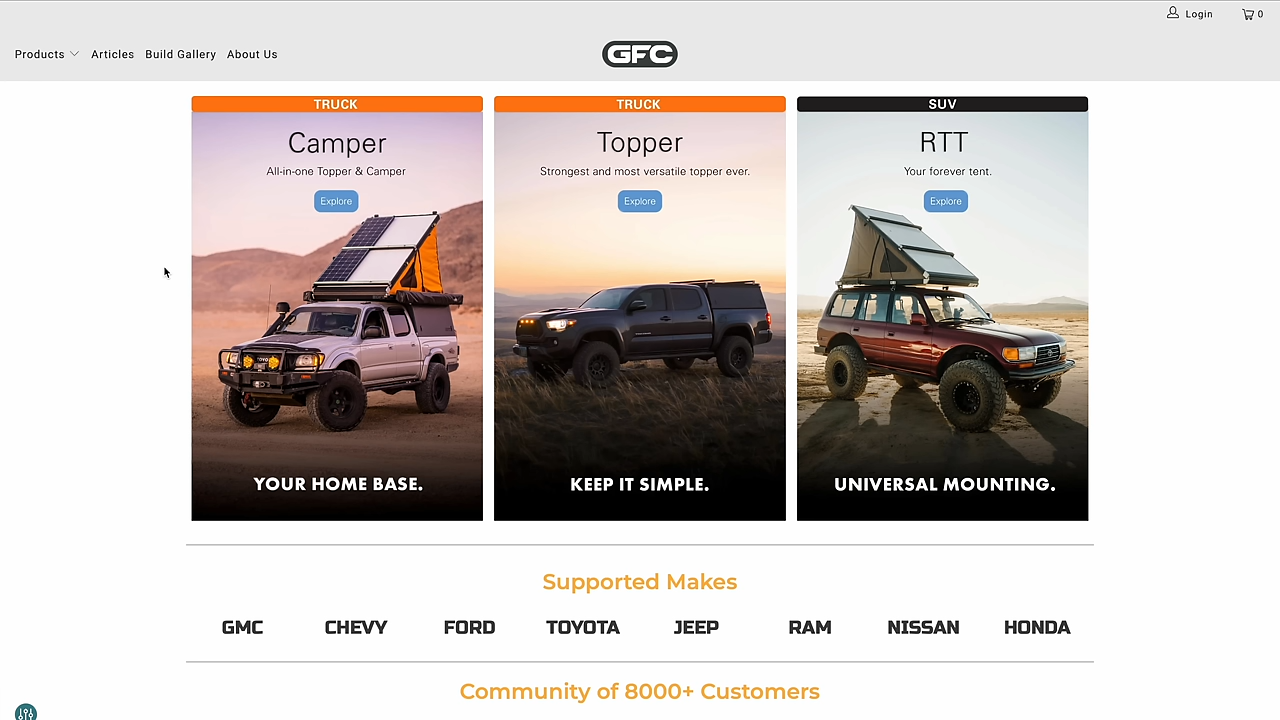 Login
0
Products
Articles
Build Gallery
About Us
GFC
TRUCK
Camper
All-in-one Topper & Camper
Explore
YOUR HOME BASE.
TRUCK
Topper
Strongest and most versatile topper ever.
Explore
KEEP IT SIMPLE.
SUV
RTT
Your forever tent.
Explore
UNIVERSAL MOUNTING.
Supported Makes
GMC
CHEVY
FORD
TOYOTA
JEEP
RAM
NISSAN
HONDA
Community of 8000+ Customers